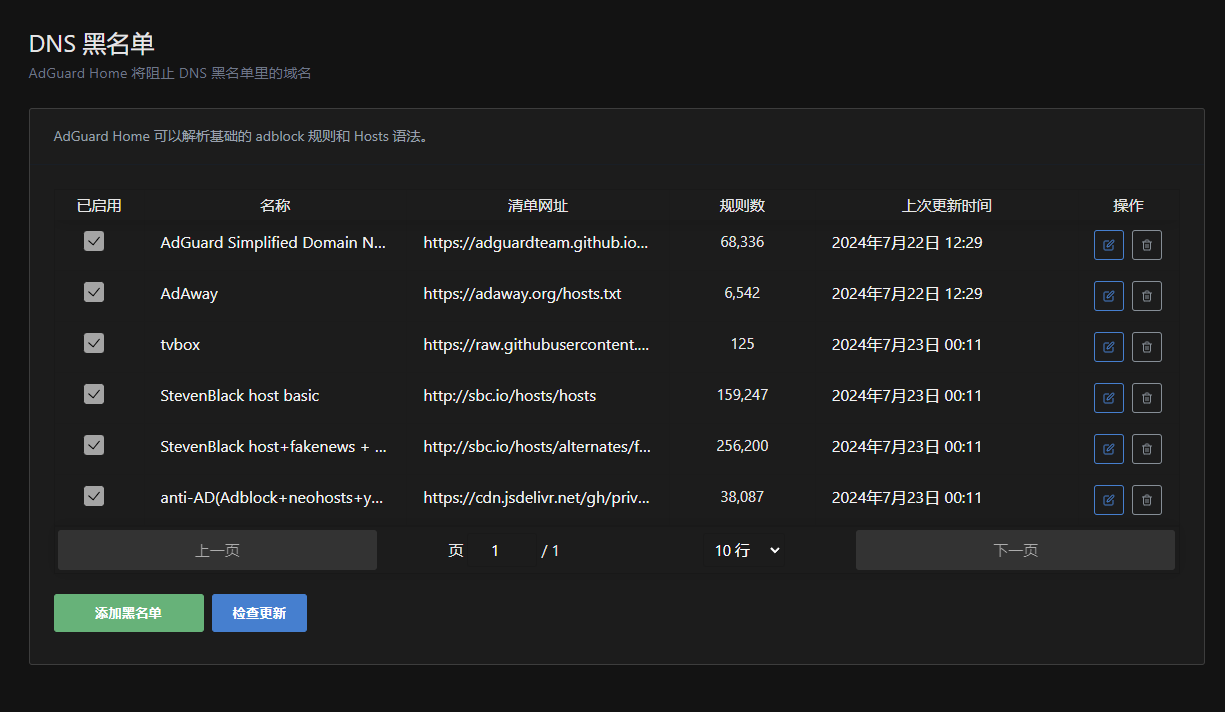 DNS 黑名单
AdGuard Home 将阻止 DNS 黑名单里的域名
AdGuard Home 可以解析基础的 adblock 规则和 Hosts 语法。
已启用 名称 清单网址 规则数 上次更新时间 操作
AdGuard Simplified Domain N... https://adguardteam.github.io... 68,336 2024年7月22日 12:29
AdAway https://adaway.org/hosts.txt 6,542 2024年7月22日 12:29
tvbox https://raw.githubusercontent.... 125 2024年7月23日 00:11
StevenBlack host basic http://sbc.io/hosts/hosts 159,247 2024年7月23日 00:11
StevenBlack host+fakenews + ... http://sbc.io/hosts/alternates/f... 256,200 2024年7月23日 00:11
anti-AD(Adblock+neohosts+y... https://cdn.jsdelivr.net/gh/priv... 38,087 2024年7月23日 00:11
上一页 页 1 / 1 10 行 下一页
添加黑名单 检查更新